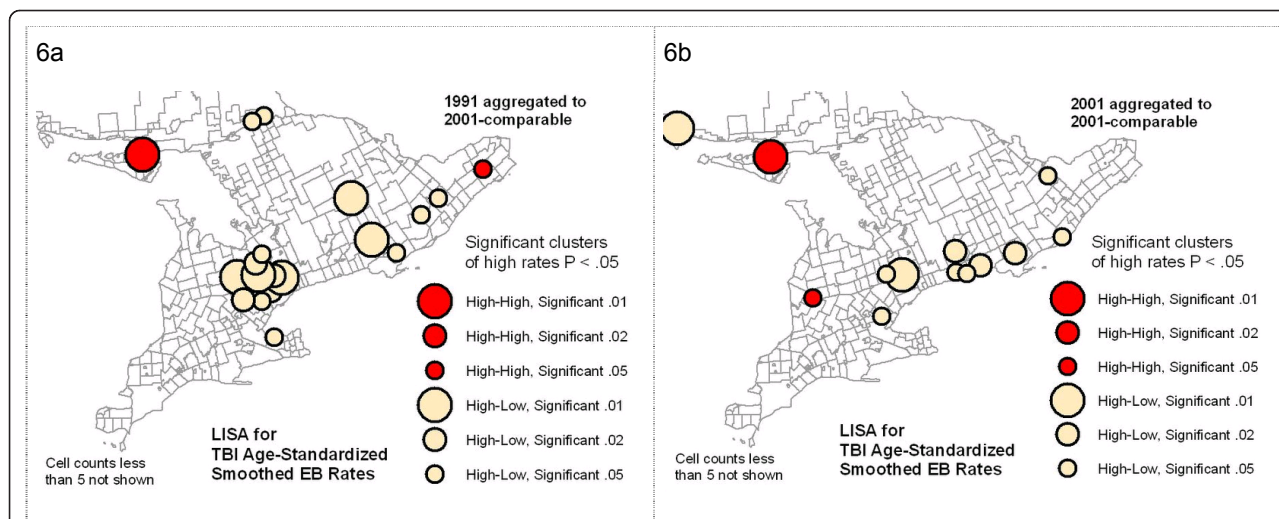 6a
1991 aggregated to
2001-comparable
Significant clusters
of high rates P < .05
High-High, Significant .01
High-High, Significant .02
High-High, Significant .05
High-Low, Significant .01
High-Low, Significant .02
High-Low, Significant .05
LISA for
TBI Age-Standardized
Smoothed EB Rates
Cell counts less
than 5 not shown
6b
2001 aggregated to
2001-comparable
Significant clusters
of high rates P < .05
High-High, Significant .01
High-High, Significant .02
High-High, Significant .05
High-Low, Significant .01
High-Low, Significant .02
High-Low, Significant .05
LISA for
TBI Age-Standardized
Smoothed EB Rates
Cell counts less
than 5 not shown